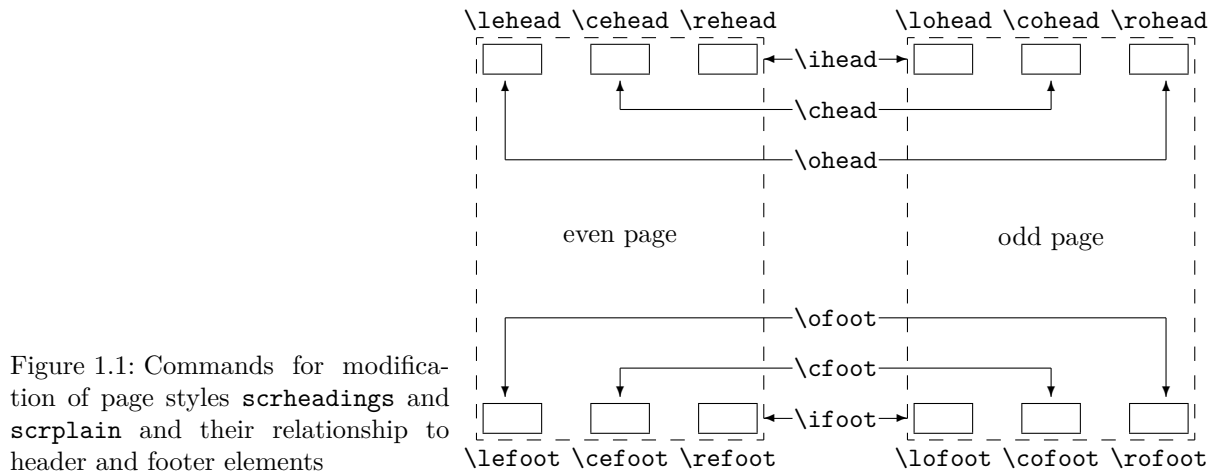 \lehead \cehead \rehead \lohead \cohead \rohead
\ihead
\chead
\ohead
even page odd page
\ofoot
\cfoot
\ifoot
\lefoot \cefoot \refoot \lofoot \cofoot \rofoot
Figure 1.1: Commands for modifica-
tion of page styles scrheadings and
scrplain and their relationship to
header and footer elements